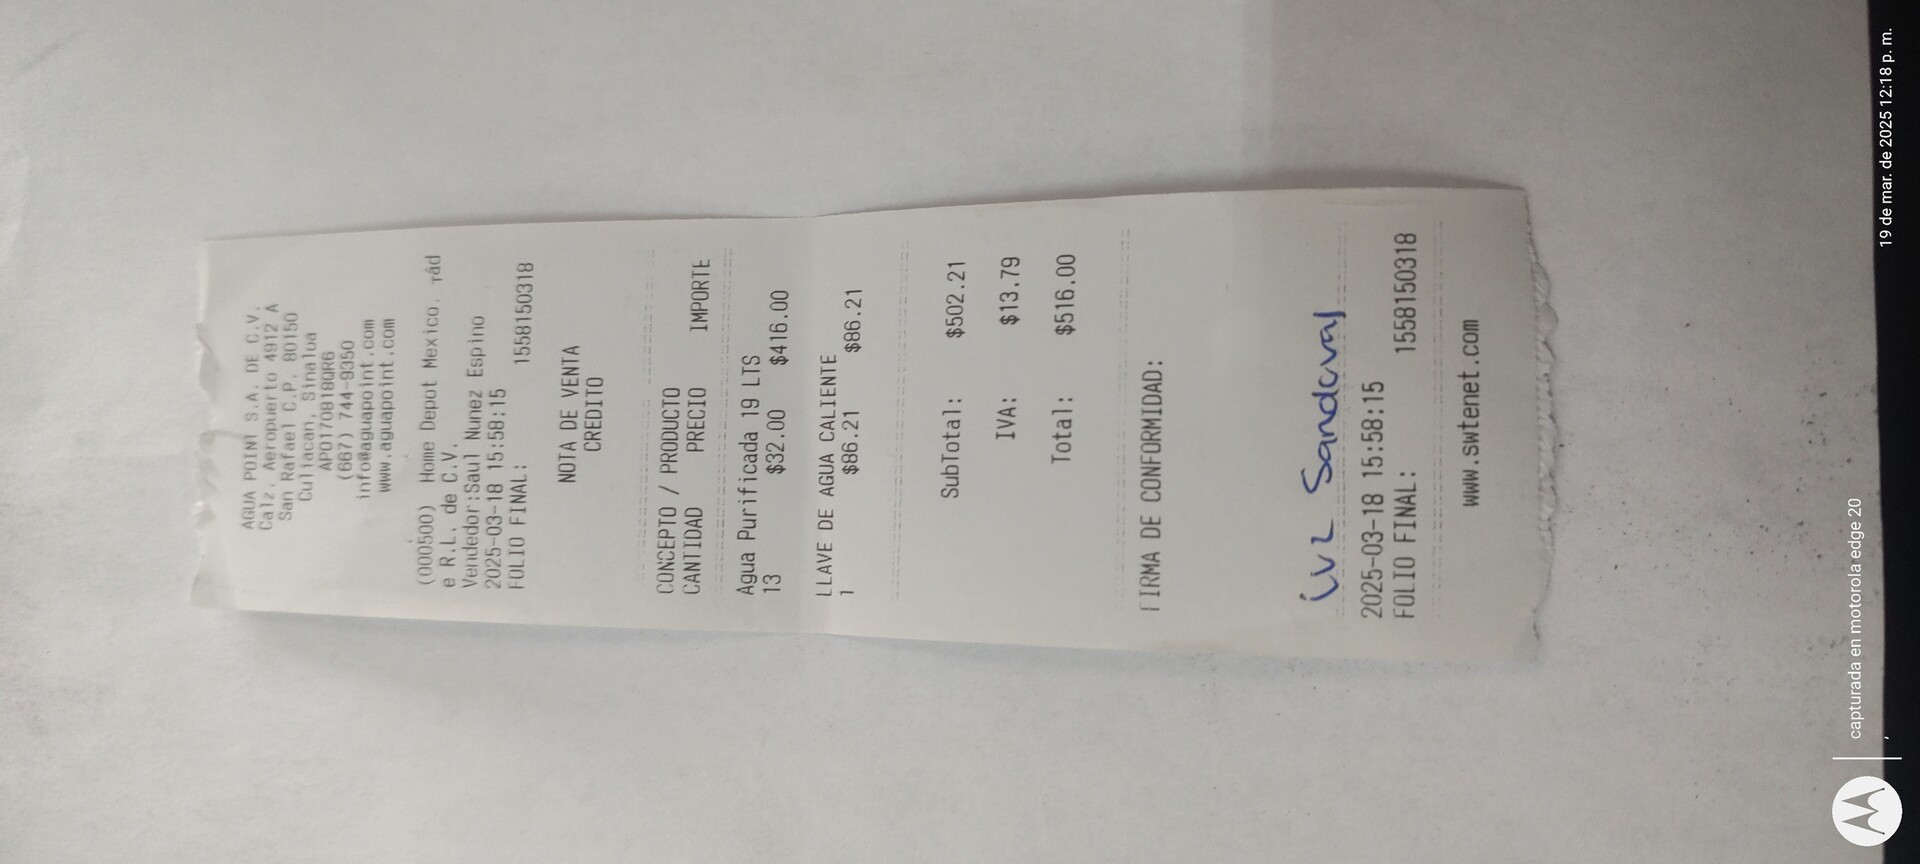 AGUA POINT S.A. DE C.V.
Calz. Aeropuerto 4912 A
San Rafael C.P. 80150
Culiacan, Sinaloa
APO170818QR6
(667) 744-9350
info@aguapoint.com
www.aguapoint.com
(000500) Home Depot Mexico. rád
e R.L. de C.V.
Vendedor:Saul Nunez Espino
2025-03-18 15:58:15
FOLIO FINAL: 1558150318
NOTA DE VENTA
CREDITO
CONCEPTO / PRODUCTO
CANTIDAD PRECIO IMPORTE
Agua Purificada 19 LTS
13 $32.00 $416.00
LLAVE DE AGUA CALIENTE
1 $86.21 $86.21
SubTotal: $502.21
IVA: $13.79
Total: $516.00
FIRMA DE CONFORMIDAD:
Sandoval
2025-03-18 15:58:15
FOLIO FINAL: 1558150318
www.swtenet.com
capturada en motorola edge 20
19 de mar. de 2025 12:18 p. m.